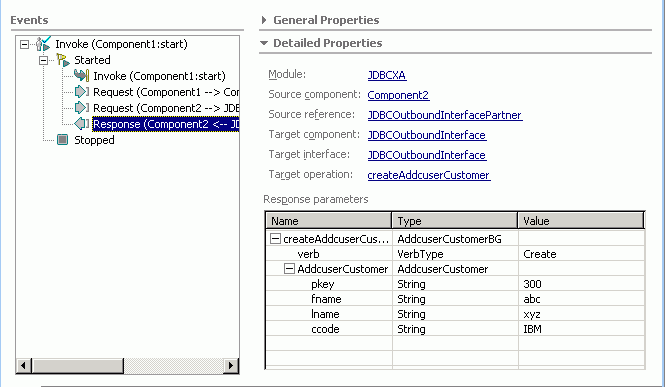 Events
Invoke (Component1:start)
Started
Invoke (Component1:start)
Request (Component1 --> Co
Request (Component2 --> JD
Response (Component2 <-- JD
Stopped
General Properties
Detailed Properties
Module: JDBCXA
Source component: Component2
Source reference: JDBCOutboundInterfacePartner
Target component: JDBCOutboundInterface
Target interface: JDBCOutboundInterface
Target operation: createAddcuserCustomer
Response parameters
Name Type Value
createAddcuserCus... AddcuserCustomerBG
verb VerbType Create
AddcuserCustomer AddcuserCustomer
pkey String 300
fname String abc
lname String xyz
ccode String IBM